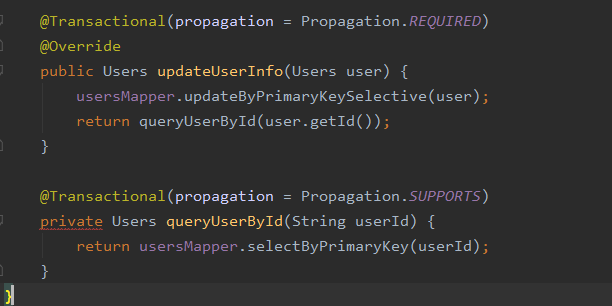 @Transactional(propagation = Propagation.REQUIRED)
@Override
public Users updateUserInfo(Users user) {
usersMapper.updateByPrimaryKeySelective(user);
return queryUserById(user.getId());
}
@Transactional(propagation = Propagation.SUPPORTS)
private Users queryUserById(String userId) {
return usersMapper.selectByPrimaryKey(userId);
}
}